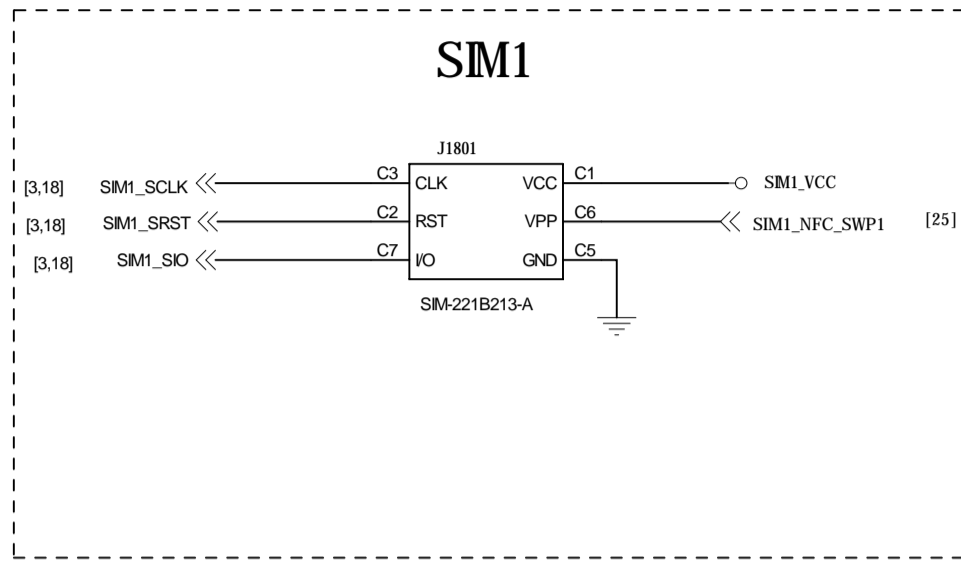 SIM1
J1801
[3,18] SIM1_SCLK C3 CLK VCC C1 SIM1_VCC
[3,18] SIM1_SRST C2 RST VPP C6 SIM1_NFC_SWP1 [25]
[3,18] SIM1_SIO C7 I/O GND C5
SIM-221B213-A